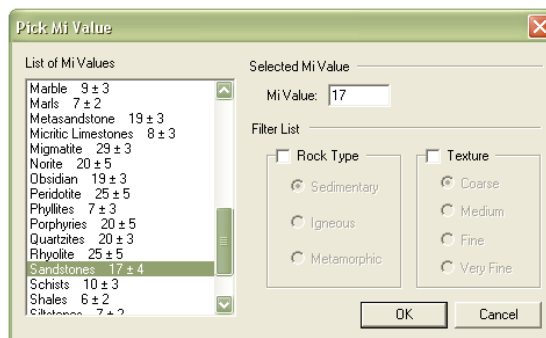 Pick Mi Value
List of Mi Values
Marble 9 ± 3
Marls 7 ± 2
Metasandstone 19 ± 3
Micritic Limestones 8 ± 3
Migmatite 29 ± 3
Norite 20 ± 5
Obsidian 19 ± 3
Peridotite 25 ± 5
Phyllites 7 ± 3
Porphyries 20 ± 5
Quartzites 20 ± 3
Rhyolite 25 ± 5
Sandstones 17 ± 4
Schists 10 ± 3
Shales 6 ± 2
Siltstones 7 ± 2
Selected Mi Value
Mi Value: 17
Filter List
Rock Type
Sedimentary
Igneous
Metamorphic
Texture
Coarse
Medium
Fine
Very Fine
OK
Cancel